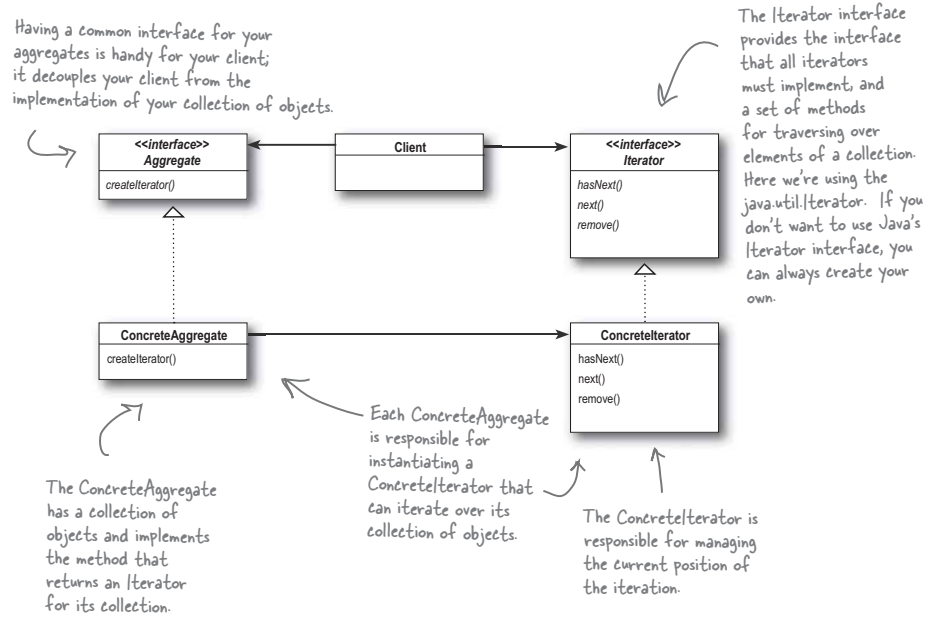 Having a common interface for your
aggregates is handy for your client;
it decouples your client from the
implementation of your collection of objects.
The Iterator interface
provides the interface
that all iterators
must implement, and
a set of methods
for traversing over
elements of a collection.
Here we're using the
java.util.Iterator. If you
don't want to use Java's
Iterator interface, you
can always create your
own.
<<interface>>
Aggregate
createIterator()
Client
<<interface>>
Iterator
hasNext()
next()
remove()
ConcreteAggregate
createIterator()
ConcreteIterator
hasNext()
next()
remove()
The ConcreteAggregate
has a collection of
objects and implements
the method that
returns an Iterator
for its collection.
Each ConcreteAggregate
is responsible for
instantiating a
ConcreteIterator that
can iterate over its
collection of objects.
The ConcreteIterator is
responsible for managing
the current position of
the iteration.